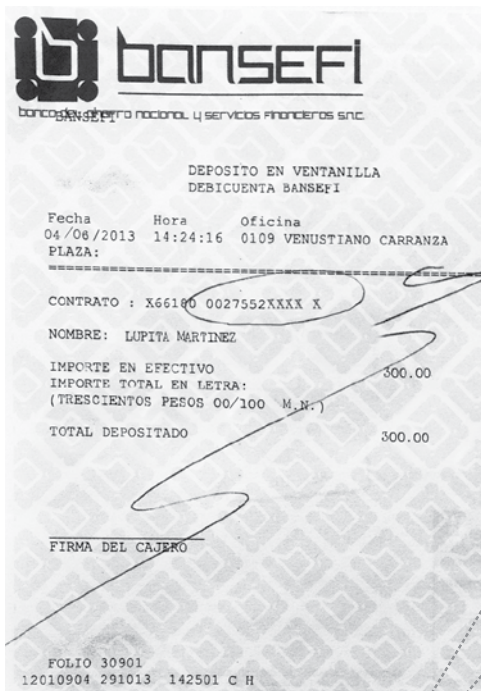 bansefi
banco del ahorro nacional y servicios financieros s.n.c.
BANSEFI
DEPOSITO EN VENTANILLA
DEBICUENTA BANSEFI
Fecha Hora Oficina
04/06/2013 14:24:16 0109 VENUSTIANO CARRANZA
PLAZA:
==================================================
CONTRATO : X66180 0027552XXXX X
NOMBRE: LUPITA MARTINEZ
IMPORTE EN EFECTIVO 300.00
IMPORTE TOTAL EN LETRA:
(TRESCIENTOS PESOS 00/100 M.N.)
TOTAL DEPOSITADO 300.00
FIRMA DEL CAJERO
FOLIO 30901
12010904 291013 142501 C H